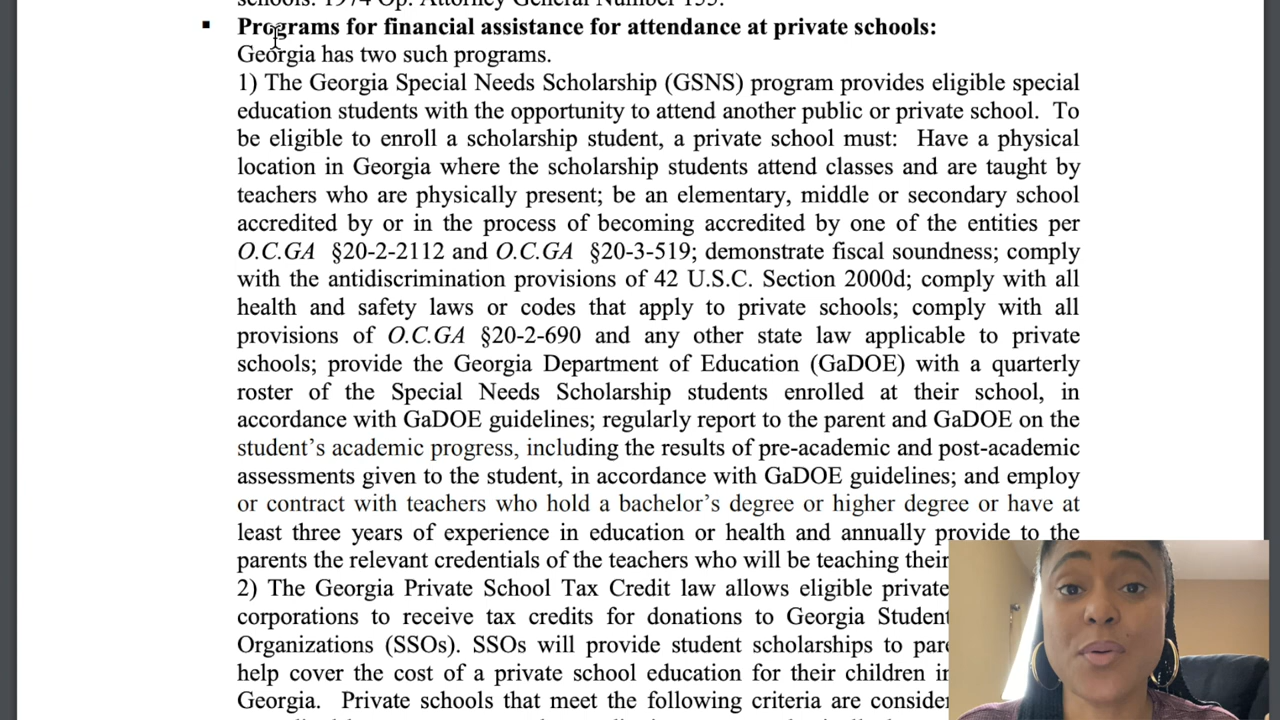 schools. 1974 Op. Attorney General Number 155.
▪ Programs for financial assistance for attendance at private schools:
Georgia has two such programs.
1) The Georgia Special Needs Scholarship (GSNS) program provides eligible special
education students with the opportunity to attend another public or private school. To
be eligible to enroll a scholarship student, a private school must: Have a physical
location in Georgia where the scholarship students attend classes and are taught by
teachers who are physically present; be an elementary, middle or secondary school
accredited by or in the process of becoming accredited by one of the entities per
O.C.GA §20-2-2112 and O.C.GA §20-3-519; demonstrate fiscal soundness; comply
with the antidiscrimination provisions of 42 U.S.C. Section 2000d; comply with all
health and safety laws or codes that apply to private schools; comply with all
provisions of O.C.GA §20-2-690 and any other state law applicable to private
schools; provide the Georgia Department of Education (GaDOE) with a quarterly
roster of the Special Needs Scholarship students enrolled at their school, in
accordance with GaDOE guidelines; regularly report to the parent and GaDOE on the
student's academic progress, including the results of pre-academic and post-academic
assessments given to the student, in accordance with GaDOE guidelines; and employ
or contract with teachers who hold a bachelor's degree or higher degree or have at
least three years of experience in education or health and annually provide to the
parents the relevant credentials of the teachers who will be teaching their
2) The Georgia Private School Tax Credit law allows eligible private
corporations to receive tax credits for donations to Georgia Student
Organizations (SSOs). SSOs will provide student scholarships to
help cover the cost of a private school education for their children
Georgia. Private schools that meet the following criteria are